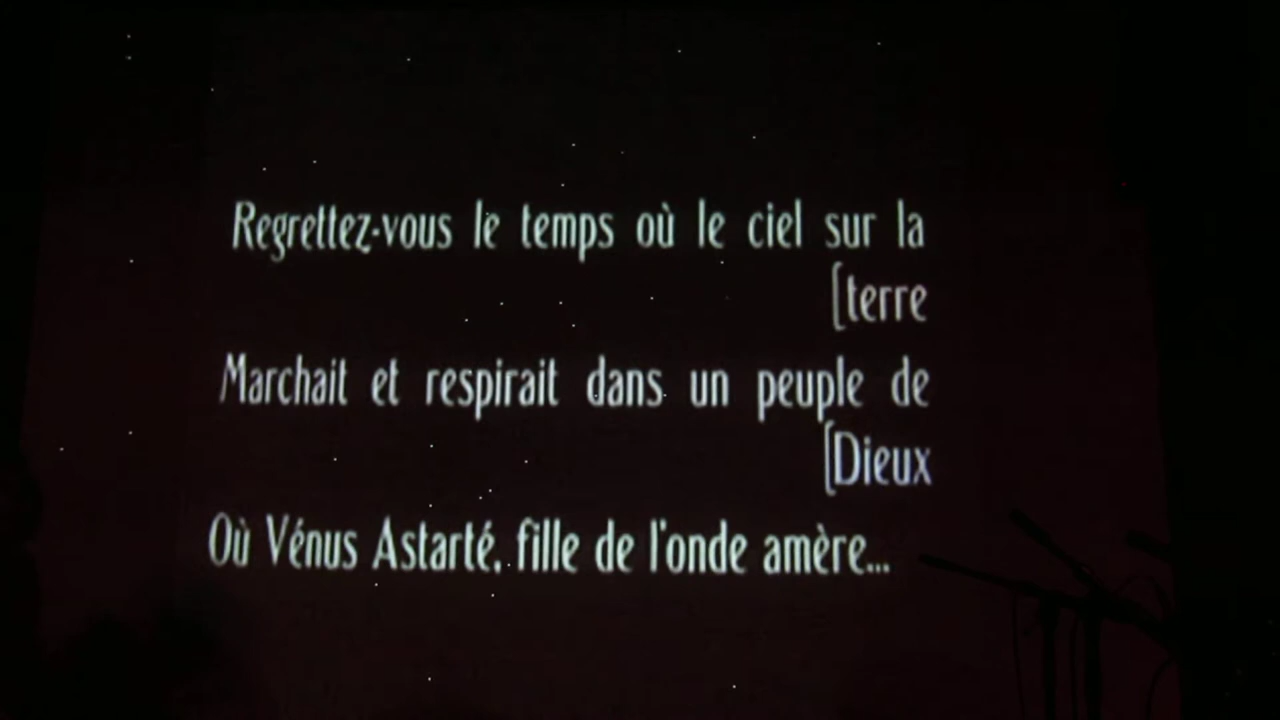 Regrettez-vous le temps où le ciel sur la
[terre
Marchait et respirait dans un peuple de
[Dieux
Où Vénus Astarté, fille de l'onde amère...